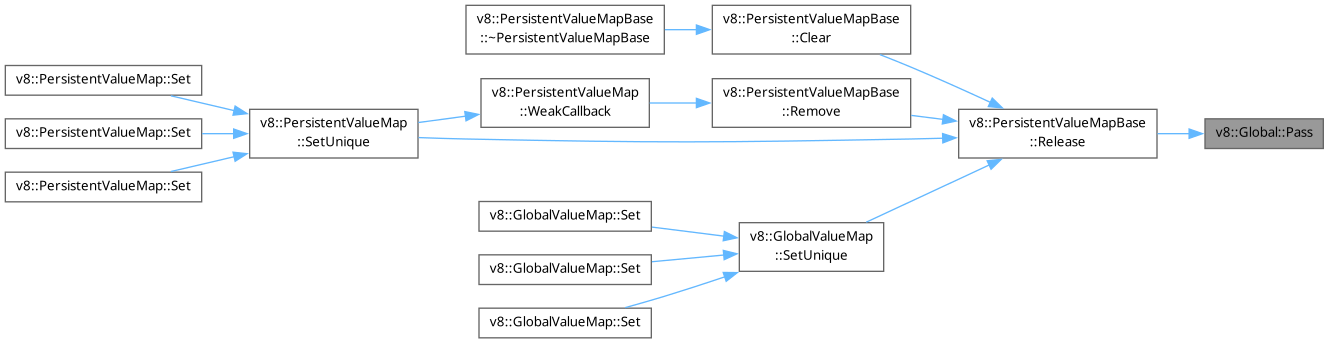 v8::PersistentValueMapBase
::~PersistentValueMapBase
v8::PersistentValueMapBase
::Clear
v8::PersistentValueMap::Set
v8::PersistentValueMap
::WeakCallback
v8::PersistentValueMapBase
::Remove
v8::PersistentValueMap::Set
v8::PersistentValueMap
::SetUnique
v8::PersistentValueMapBase
::Release
v8::Global::Pass
v8::PersistentValueMap::Set
v8::GlobalValueMap::Set
v8::GlobalValueMap
::SetUnique
v8::GlobalValueMap::Set
v8::GlobalValueMap::Set